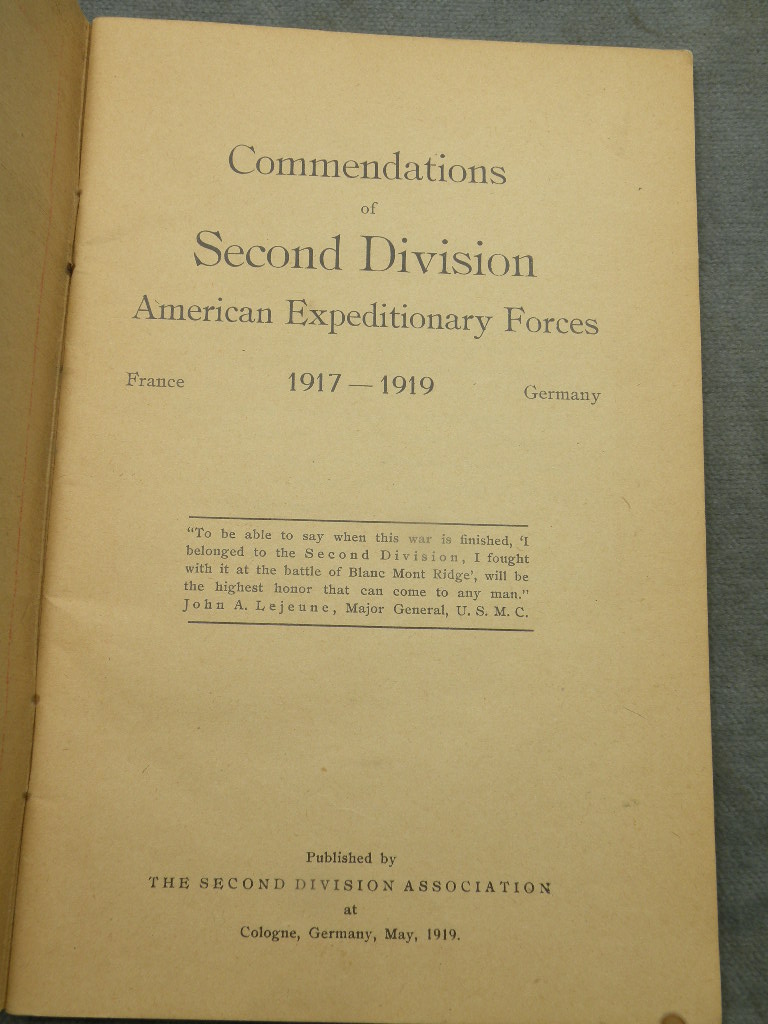 Commendations
of
Second Division
American Expeditionary Forces
France 1917 — 1919 Germany
“To be able to say when this war is finished, ‘I
belonged to the Second Division, I fought
with it at the battle of Blanc Mont Ridge’, will be
the highest honor that can come to any man.”
John A. Lejeune, Major General, U. S. M. C.
Published by
THE SECOND DIVISION ASSOCIATION
at
Cologne, Germany, May, 1919.